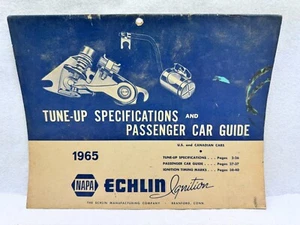 TUNE-UP SPECIFICATIONS AND
PASSENGER CAR GUIDE
U.S. and CANADIAN CARS
1965
TUNE-UP SPECIFICATIONS . . . Pages 2-26
PASSENGER CAR GUIDE . . . Pages 27-37
IGNITION TIMING MARKS . . . Pages 38-40
NAPA ECHLIN Ignition
THE ECHLIN MANUFACTURING COMPANY · BRANFORD, CONN.